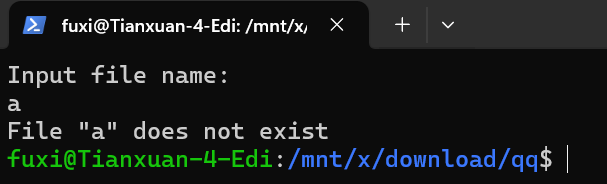 fuxi@Tianxuan-4-Edi: /mnt/x/
Input file name:
a
File "a" does not exist
fuxi@Tianxuan-4-Edi:/mnt/x/download/qq$